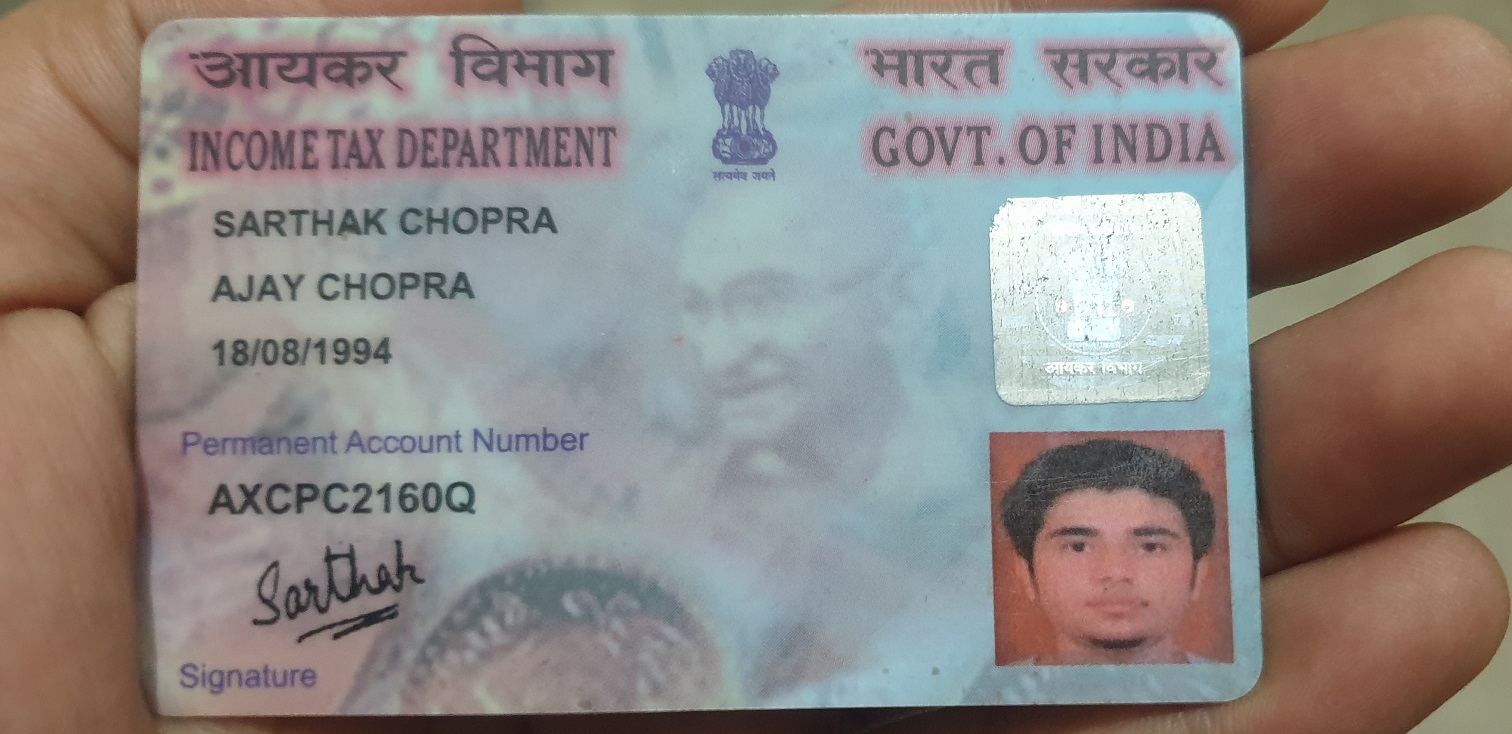 आयकर विभाग
भारत सरकार
INCOME TAX DEPARTMENT
GOVT. OF INDIA
सत्यमेव जयते
SARTHAK CHOPRA
AJAY CHOPRA
18/08/1994
आयकर विभाग
Permanent Account Number
AXCPC2160Q
Sarthak
Signature